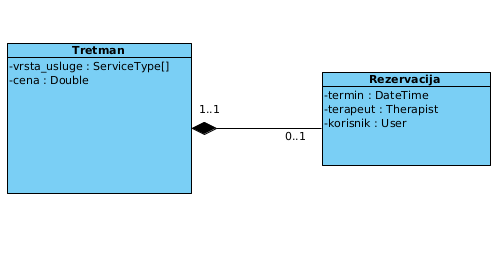 Tretman
-vrsta_usluge : ServiceType[]
-cena : Double
1..1
0..1
Rezervacija
-termin : DateTime
-terapeut : Therapist
-korisnik : User